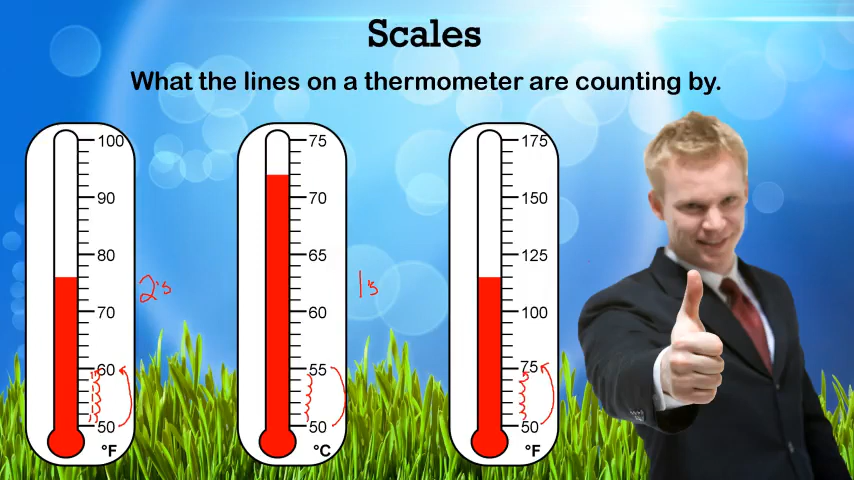 Scales
What the lines on a thermometer are counting by.
100
90
80
70
60
50
°F
2's
75
70
65
60
55
50
°C
1's
175
150
125
100
75
50
°F